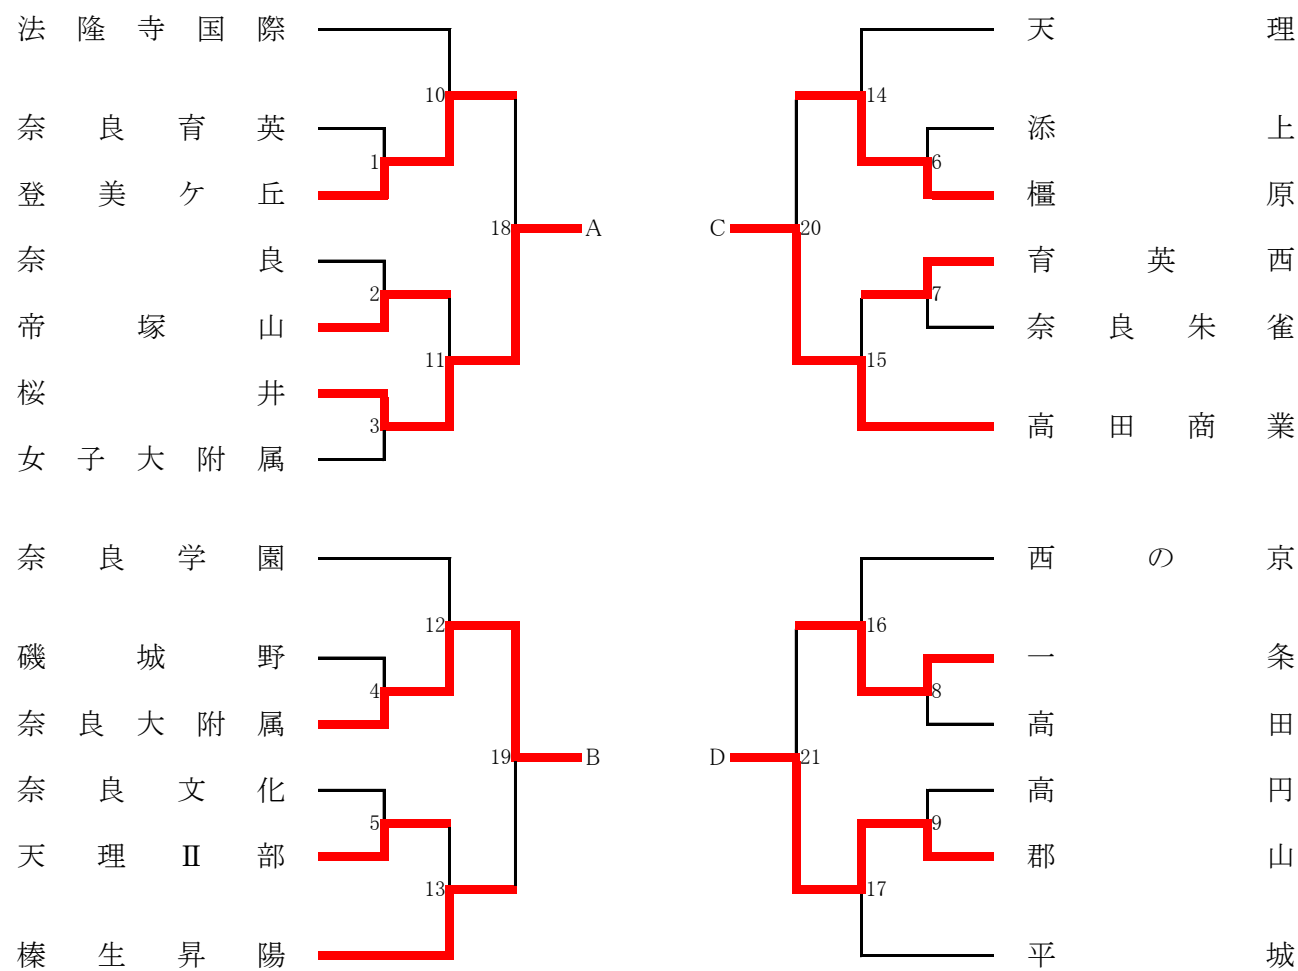 法隆寺国際
10
奈良育英
1
登美ケ丘
18 A
奈良
2
帝塚山
11
桜井
3
女子大附属
奈良学園
12
磯城野
4
奈良大附属
19 B
奈良文化
5
天理Ⅱ部
13
榛生昇陽
天理
14
添上
6
橿原
C 20
育英西
7
奈良朱雀
15
高田商業
西の京
16
一条
8
高田
D 21
高円
9
郡山
17
平城